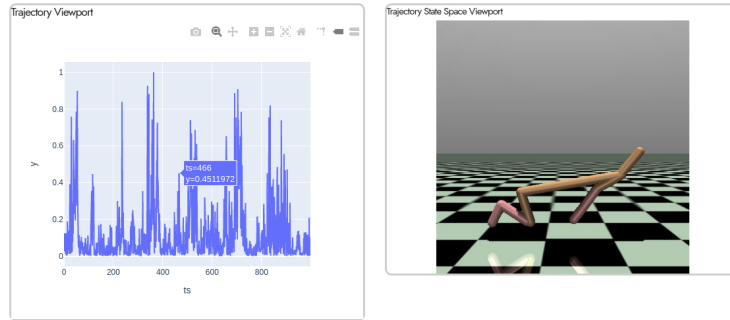 Trajectory Viewport
1
0.8
0.6
0.4
0.2
0
y
ts=466
y=0.4511972
0 200 400 600 800
ts
Trajectory State Space Viewport